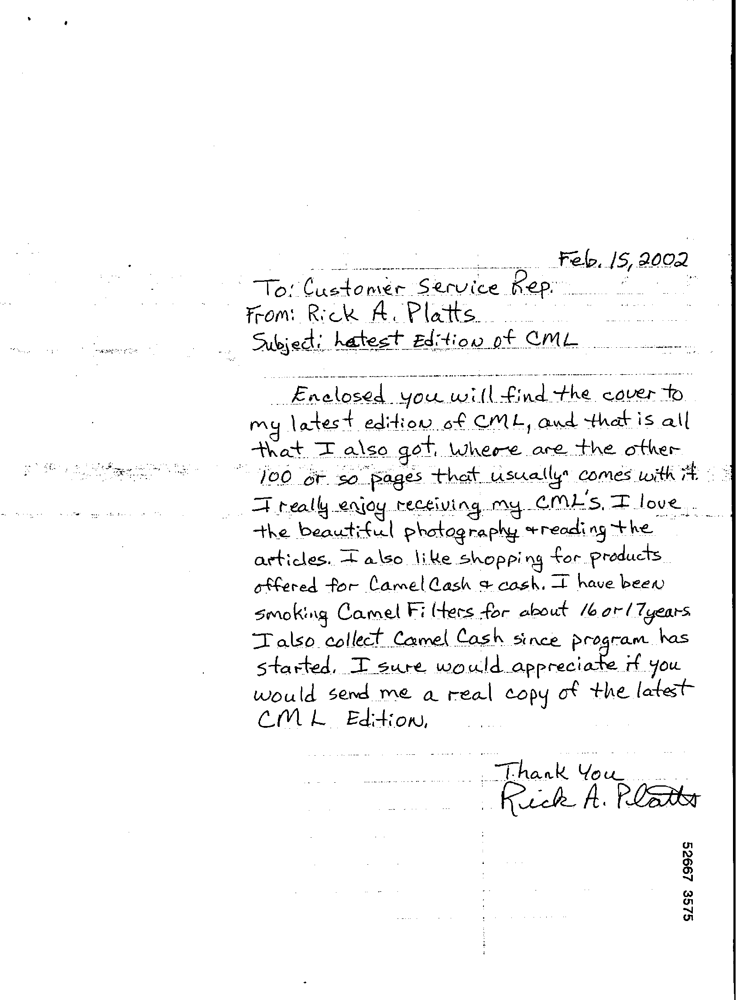 Feb. 15, 2002
To: Customer Service Rep.
From: Rick A. Platts
Subject: Latest Edition of CML
Enclosed you will find the cover to
my latest edition of CML, and that is all
that I also got. Where are the other
100 or so pages that usually comes with it.
I really enjoy receiving my CML's. I love
the beautiful photography + reading the
articles. I also like shopping for products
offered for Camel Cash & cash. I have been
smoking Camel Filters for about 16 or 17 years
I also collect Camel Cash since program has
started. I sure would appreciate if you
would send me a real copy of the latest
CML Edition.
Thank You
Rick A. Platts
52667 3575